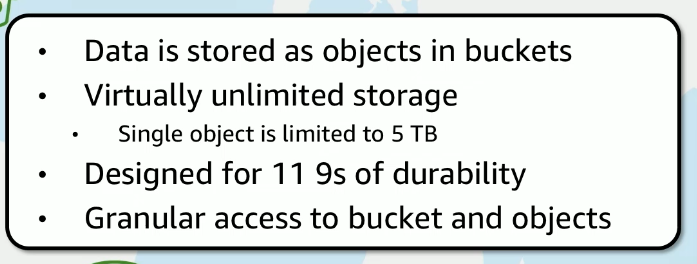 • Data is stored as objects in buckets
• Virtually unlimited storage
• Single object is limited to 5 TB
• Designed for 11 9s of durability
• Granular access to bucket and objects